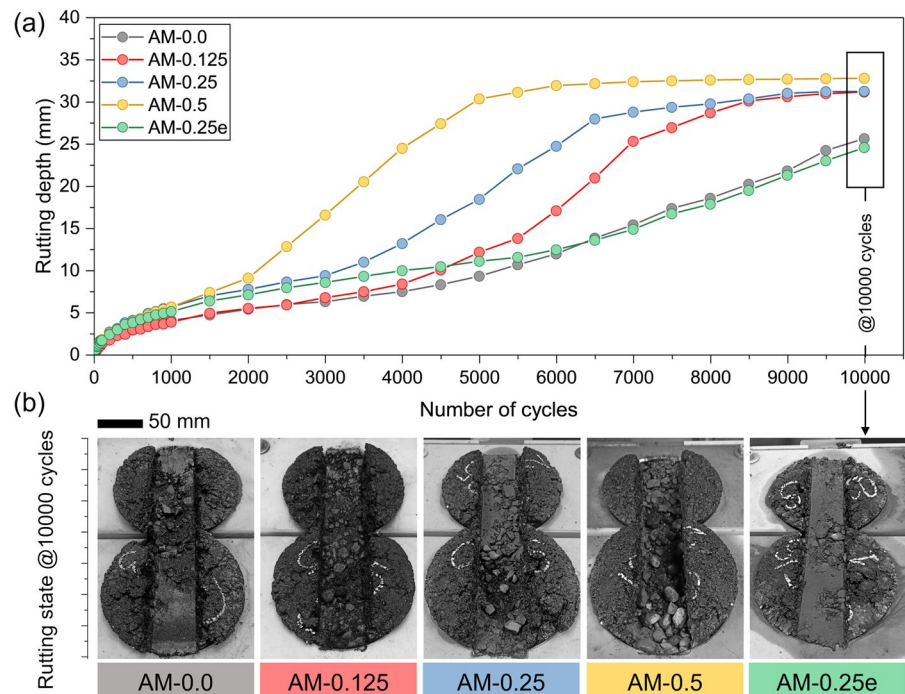 (a)
40
35
30
25
20
15
10
5
0
Rutting depth (mm)
AM-0.0
AM-0.125
AM-0.25
AM-0.5
AM-0.25e
@10000 cycles
0 1000 2000 3000 4000 5000 6000 7000 8000 9000 10000
Number of cycles
(b)
50 mm
Rutting state @10000 cycles
AM-0.0 AM-0.125 AM-0.25 AM-0.5 AM-0.25e